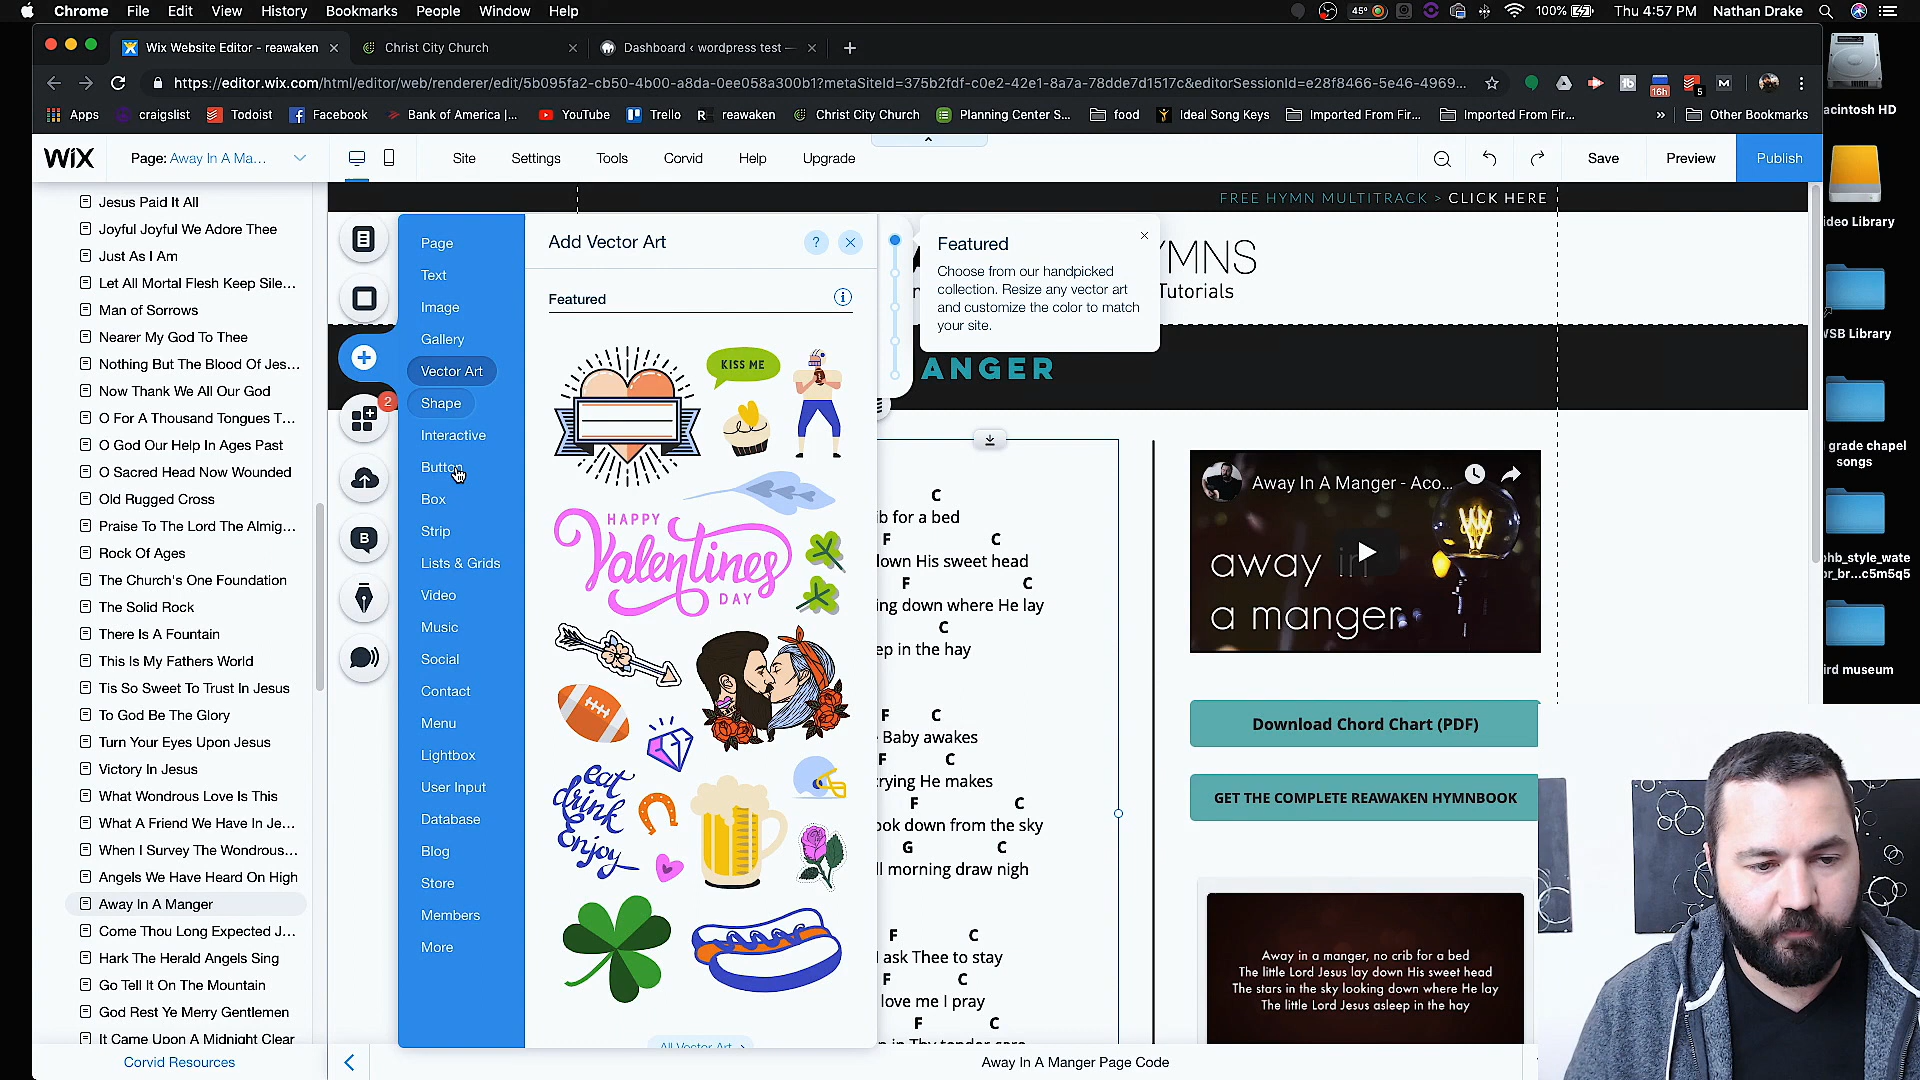 Chrome File Edit View History Bookmarks People Window Help
45° 100% Thu 4:57 PM Nathan Drake
Wix Website Editor - reawaken
Christ City Church
Dashboard ‹ wordpress test —
https://editor.wix.com/html/editor/web/renderer/edit/5b095fa2-cb50-4b00-a8da-0ee058a300b1?metaSiteId=375b2fdf-c0e2-42e1-8a7a-78dde7d1517c&editorSessionId=e28f8466-5e46-4969...
16h 5
Apps craigslist Todoist Facebook Bank of America |... YouTube Trello reawaken Christ City Church Planning Center S... food Ideal Song Keys Imported From Fir... Imported From Fir... » Other Bookmarks
WiX Page: Away In A Ma... Site Settings Tools Corvid Help Upgrade Save Preview Publish
Jesus Paid It All
Joyful Joyful We Adore Thee
Just As I Am
Let All Mortal Flesh Keep Sile...
Man of Sorrows
Nearer My God To Thee
Nothing But The Blood Of Jes...
Now Thank We All Our God
O For A Thousand Tongues T...
O God Our Help In Ages Past
O Sacred Head Now Wounded
Old Rugged Cross
Praise To The Lord The Almig...
Rock Of Ages
The Church's One Foundation
The Solid Rock
There Is A Fountain
This Is My Fathers World
Tis So Sweet To Trust In Jesus
To God Be The Glory
Turn Your Eyes Upon Jesus
Victory In Jesus
What Wondrous Love Is This
What A Friend We Have In Je...
When I Survey The Wondrous...
Angels We Have Heard On High
Away In A Manger
Come Thou Long Expected J...
Hark The Herald Angels Sing
Go Tell It On The Mountain
God Rest Ye Merry Gentlemen
It Came Upon A Midnight Clear
Corvid Resources
2
B
Page
Text
Image
Gallery
Vector Art
Shape
Interactive
Button
Box
Strip
Lists & Grids
Video
Music
Social
Contact
Menu
Lightbox
User Input
Database
Blog
Store
Members
More
Add Vector Art
?
Featured
KISS ME
HAPPY
Valentines
DAY
eat
drink
& enjoy
All Vector Art >
Featured
Choose from our handpicked
collection. Resize any vector art
and customize the color to match
your site.
FREE HYMN MULTITRACK > CLICK HERE
YMNS
Tutorials
ANGER
C
ib for a bed
F C
down His sweet head
F C
ing down where He lay
C
ep in the hay
F C
Baby awakes
F C
crying He makes
F C
ook down from the sky
G C
ll morning draw nigh
F C
I ask Thee to stay
F C
love me I pray
F C
Away In A Manger - Aco...
away in
a manger
Download Chord Chart (PDF)
GET THE COMPLETE REAWAKEN HYMNBOOK
Away in a manger, no crib for a bed
The little Lord Jesus lay down His sweet head
The stars in the sky looking down where He lay
The little Lord Jesus asleep in the hay
Away In A Manger Page Code
acintosh HD
ideo Library
WSB Library
grade chapel
songs
phb_style_wate
r_br...c5m5q5
ird museum